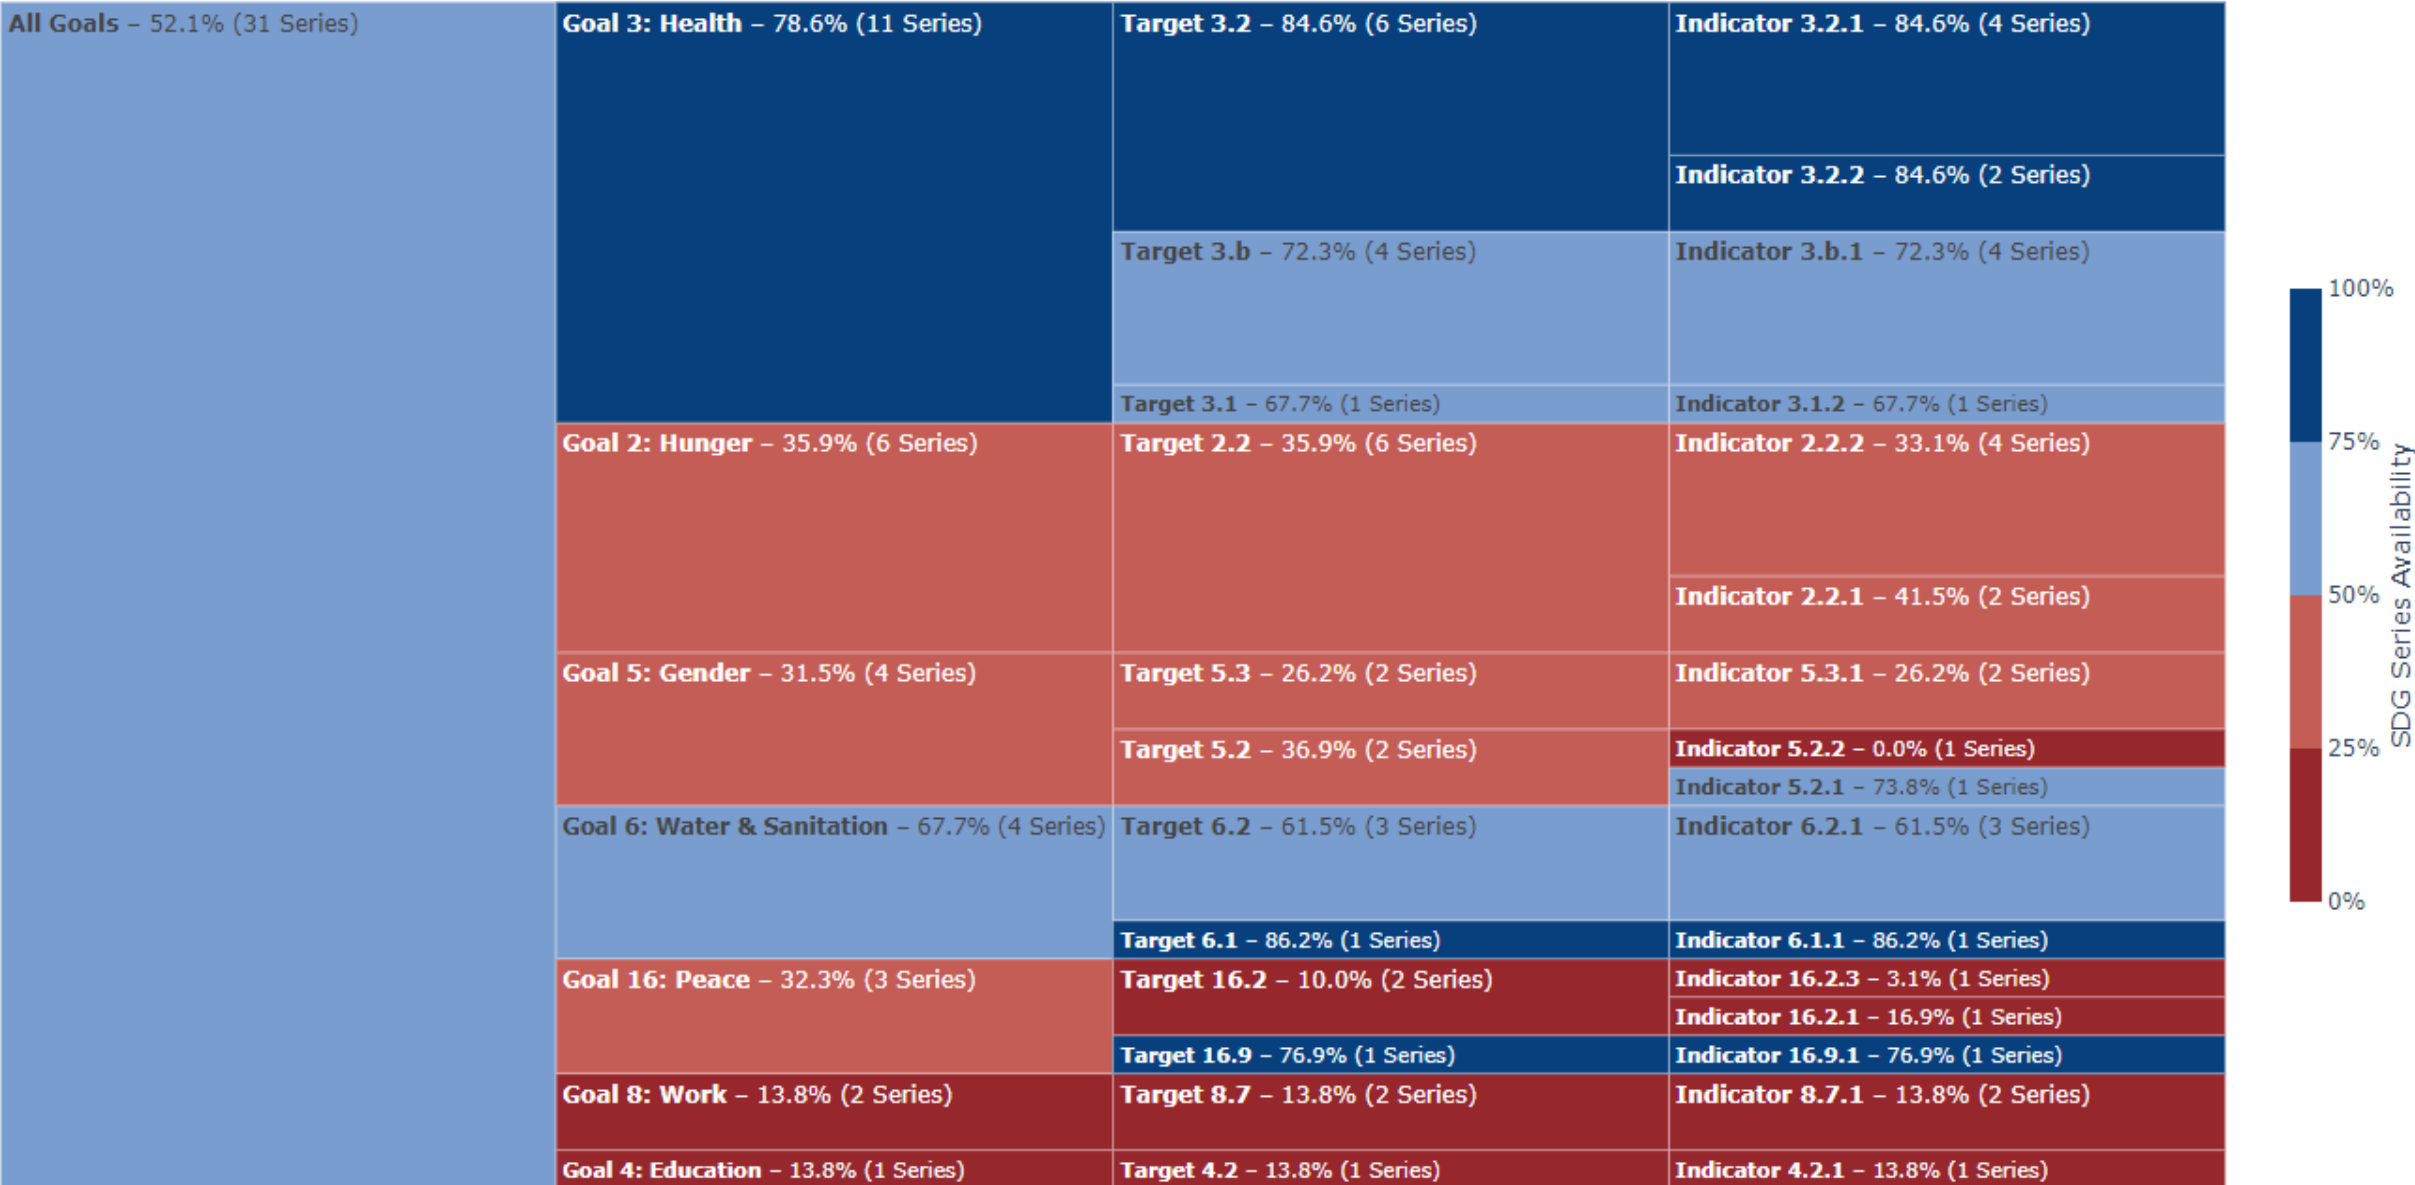 All Goals – 52.1% (31 Series)
Goal 3: Health – 78.6% (11 Series)
Target 3.2 – 84.6% (6 Series)
Indicator 3.2.1 – 84.6% (4 Series)
Indicator 3.2.2 – 84.6% (2 Series)
Target 3.b – 72.3% (4 Series)
Indicator 3.b.1 – 72.3% (4 Series)
Target 3.1 – 67.7% (1 Series)
Indicator 3.1.2 – 67.7% (1 Series)
Goal 2: Hunger – 35.9% (6 Series)
Target 2.2 – 35.9% (6 Series)
Indicator 2.2.2 – 33.1% (4 Series)
Indicator 2.2.1 – 41.5% (2 Series)
Goal 5: Gender – 31.5% (4 Series)
Target 5.3 – 26.2% (2 Series)
Indicator 5.3.1 – 26.2% (2 Series)
Target 5.2 – 36.9% (2 Series)
Indicator 5.2.2 – 0.0% (1 Series)
Indicator 5.2.1 – 73.8% (1 Series)
Goal 6: Water & Sanitation – 67.7% (4 Series)
Target 6.2 – 61.5% (3 Series)
Indicator 6.2.1 – 61.5% (3 Series)
Target 6.1 – 86.2% (1 Series)
Indicator 6.1.1 – 86.2% (1 Series)
Goal 16: Peace – 32.3% (3 Series)
Target 16.2 – 10.0% (2 Series)
Indicator 16.2.3 – 3.1% (1 Series)
Indicator 16.2.1 – 16.9% (1 Series)
Target 16.9 – 76.9% (1 Series)
Indicator 16.9.1 – 76.9% (1 Series)
Goal 8: Work – 13.8% (2 Series)
Target 8.7 – 13.8% (2 Series)
Indicator 8.7.1 – 13.8% (2 Series)
Goal 4: Education – 13.8% (1 Series)
Target 4.2 – 13.8% (1 Series)
Indicator 4.2.1 – 13.8% (1 Series)
100%
75%
50%
25%
0%
SDG Series Availability